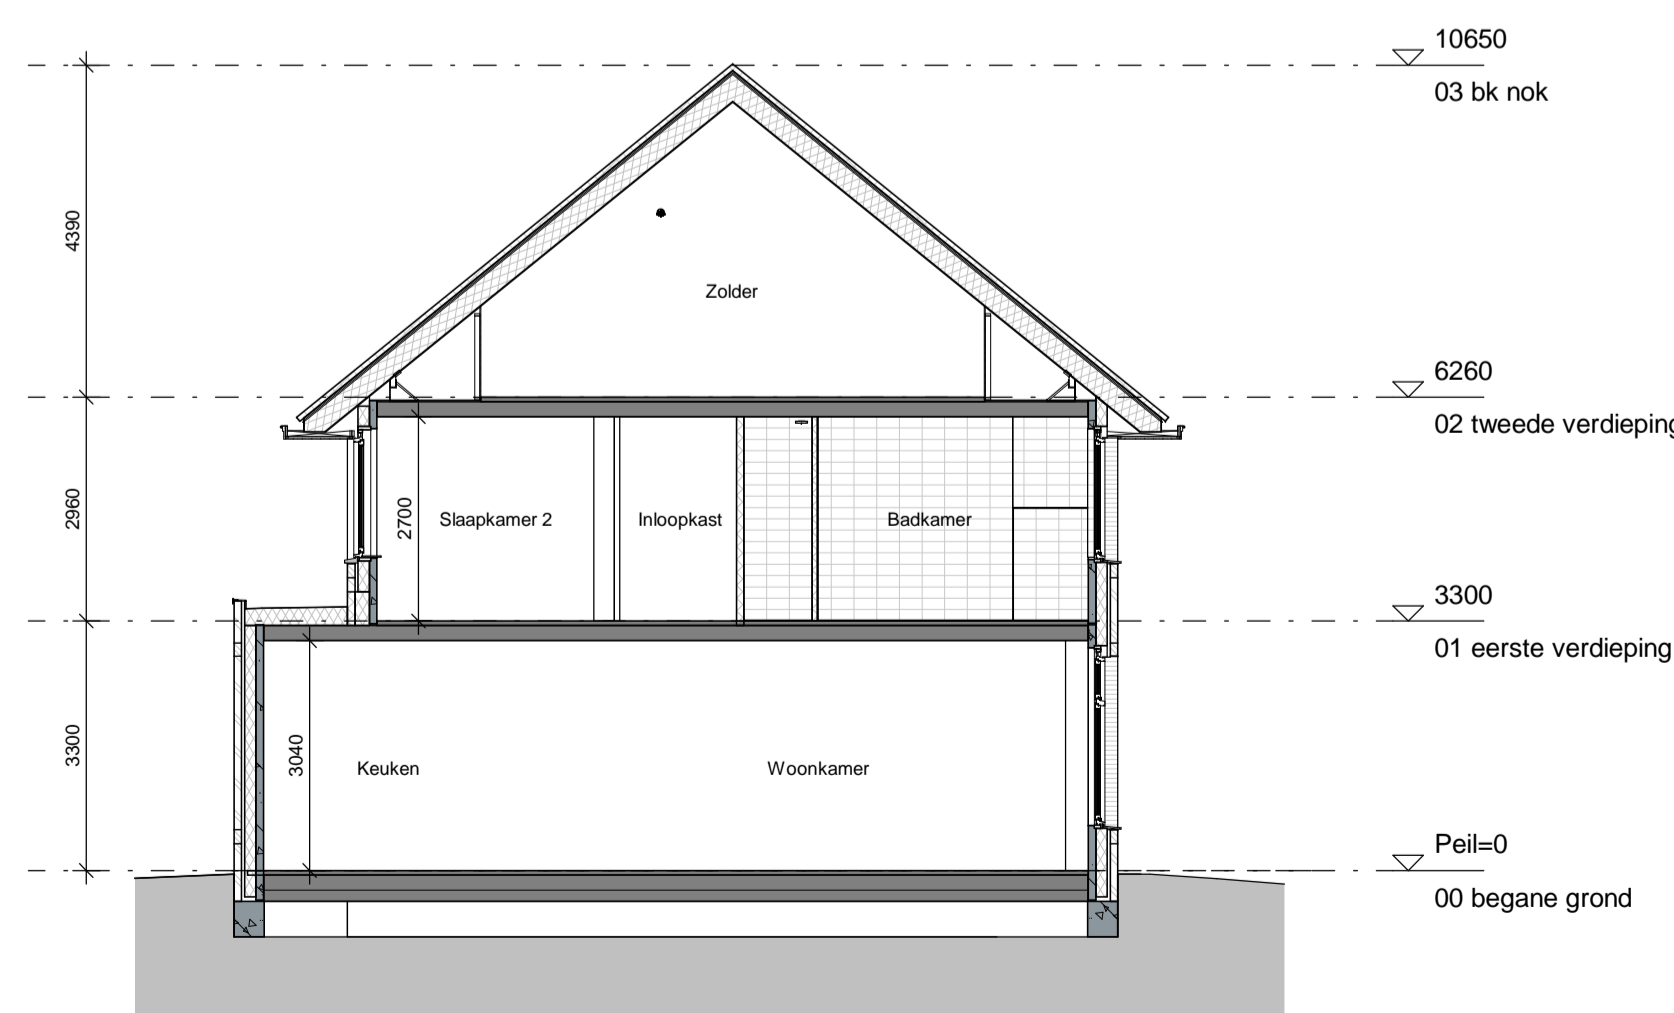 10650
03 bk nok
4390
Zolder
6260
02 tweede verdieping
2960
2700
Slaapkamer 2
Inloopkast
Badkamer
3300
01 eerste verdieping
3300
3040
Keuken
Woonkamer
Peil=0
00 begane grond